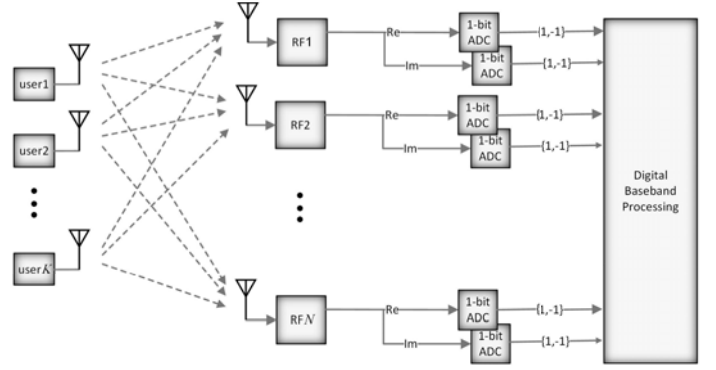 user1
user2
userK
RF1
Re
1-bit
ADC
{1,-1}
Im
1-bit
ADC
{1,-1}
RF2
Re
1-bit
ADC
{1,-1}
Im
1-bit
ADC
{1,-1}
RFN
Re
1-bit
ADC
{1,-1}
Im
1-bit
ADC
{1,-1}
Digital
Baseband
Processing